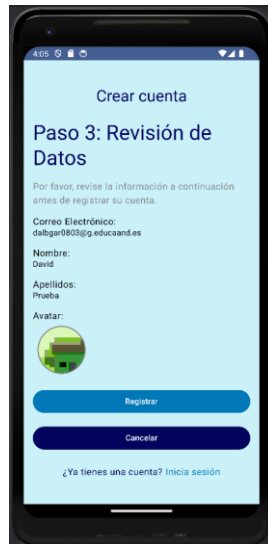 4:05
Crear cuenta
Paso 3: Revisión de
Datos
Por favor, revise la información a continuación
antes de registrar su cuenta.
Correo Electrónico:
dalbgar0803@g.educaand.es
Nombre:
David
Apellidos:
Prueba
Avatar:
Registrar
Cancelar
¿Ya tienes una cuenta? Inicia sesión